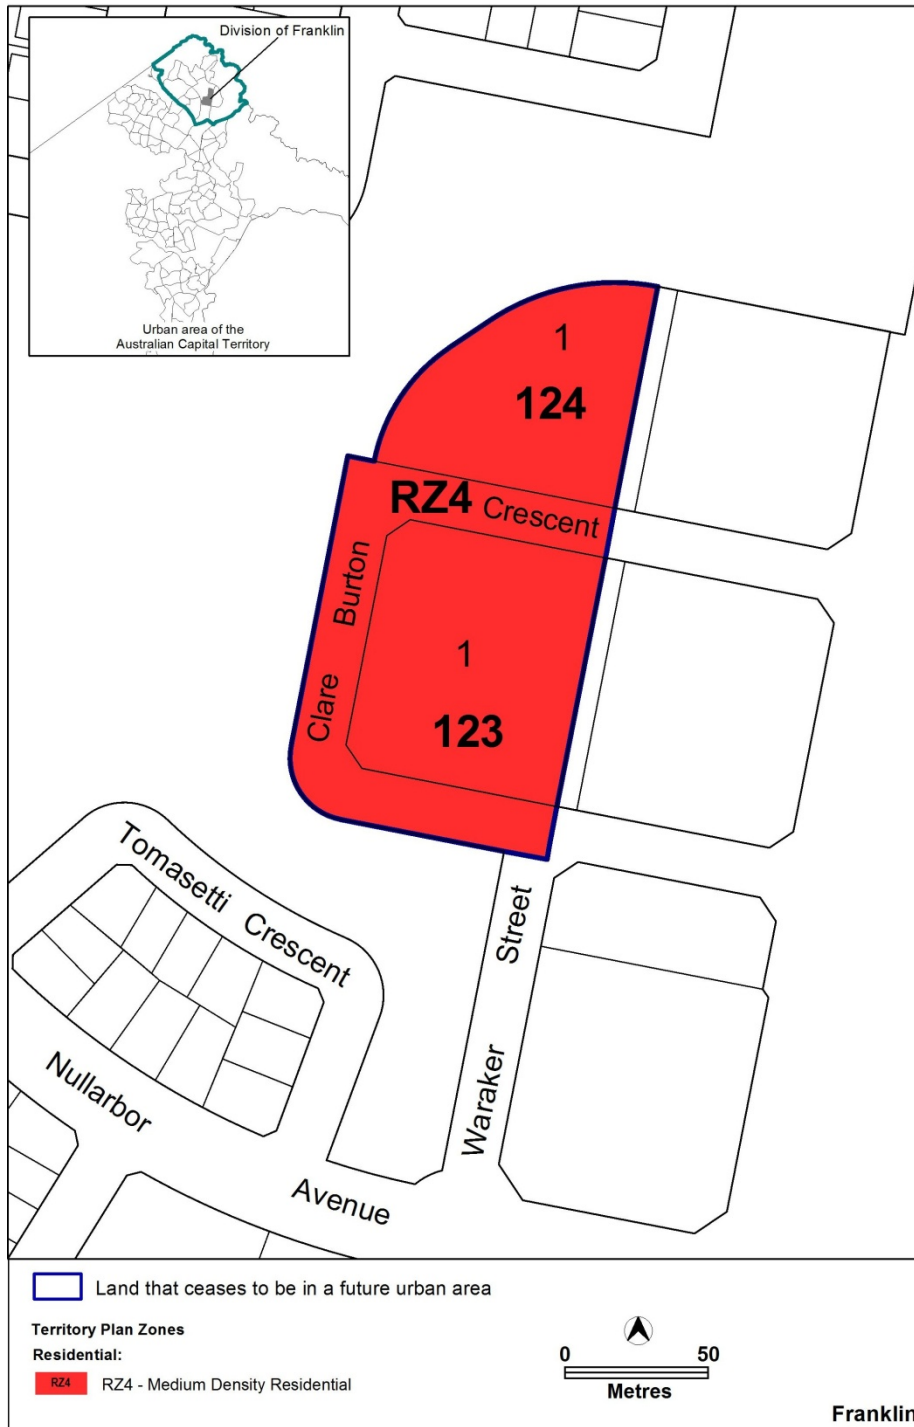 Division of Franklin
Urban area of the
Australian Capital Territory
1
124
RZ4 Crescent
Burton
Clare
1
123
Tomasetti Crescent
Street
Waraker
Nullarbor
Avenue
Land that ceases to be in a future urban area
Territory Plan Zones
Residential:
RZ4 RZ4 - Medium Density Residential
0 50
Metres
Franklin